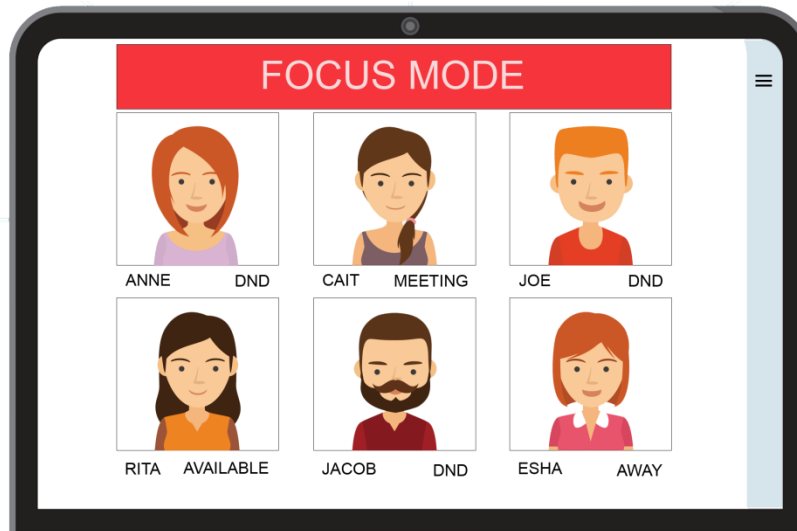 FOCUS MODE
ANNE DND CAIT MEETING JOE DND
RITA AVAILABLE JACOB DND ESHA AWAY